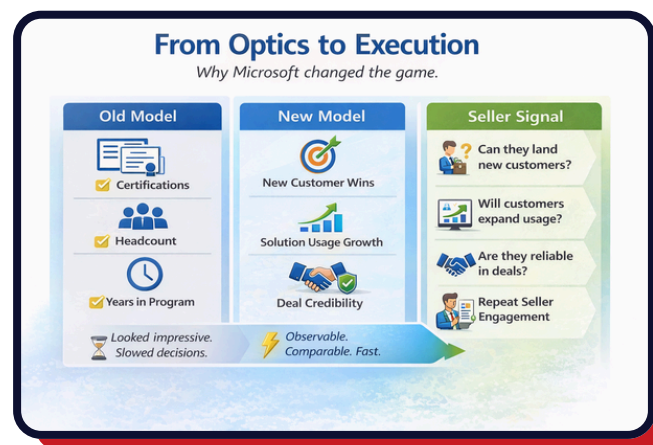 From Optics to Execution
Why Microsoft changed the game.
Old Model
Certifications
Headcount
Years in Program
New Model
New Customer Wins
Solution Usage Growth
Deal Credibility
Seller Signal
Can they land
new customers?
Will customers
expand usage?
Are they reliable
in deals?
Repeat Seller
Engagement
Looked impressive.
Slowed decisions.
Observable.
Comparable. Fast.